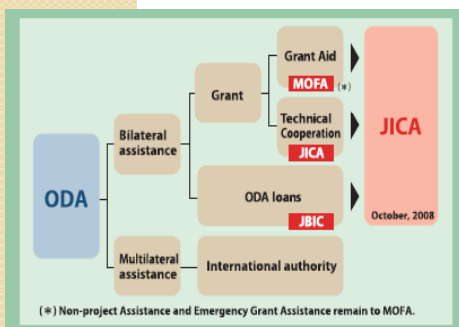 ODA
Bilateral
assistance
Grant
Grant Aid
MOFA (*)
Technical
Cooperation
JICA
ODA loans
JBIC
Multilateral
assistance
International authority
JICA
October, 2008
(*) Non-project Assistance and Emergency Grant Assistance remain to MOFA.